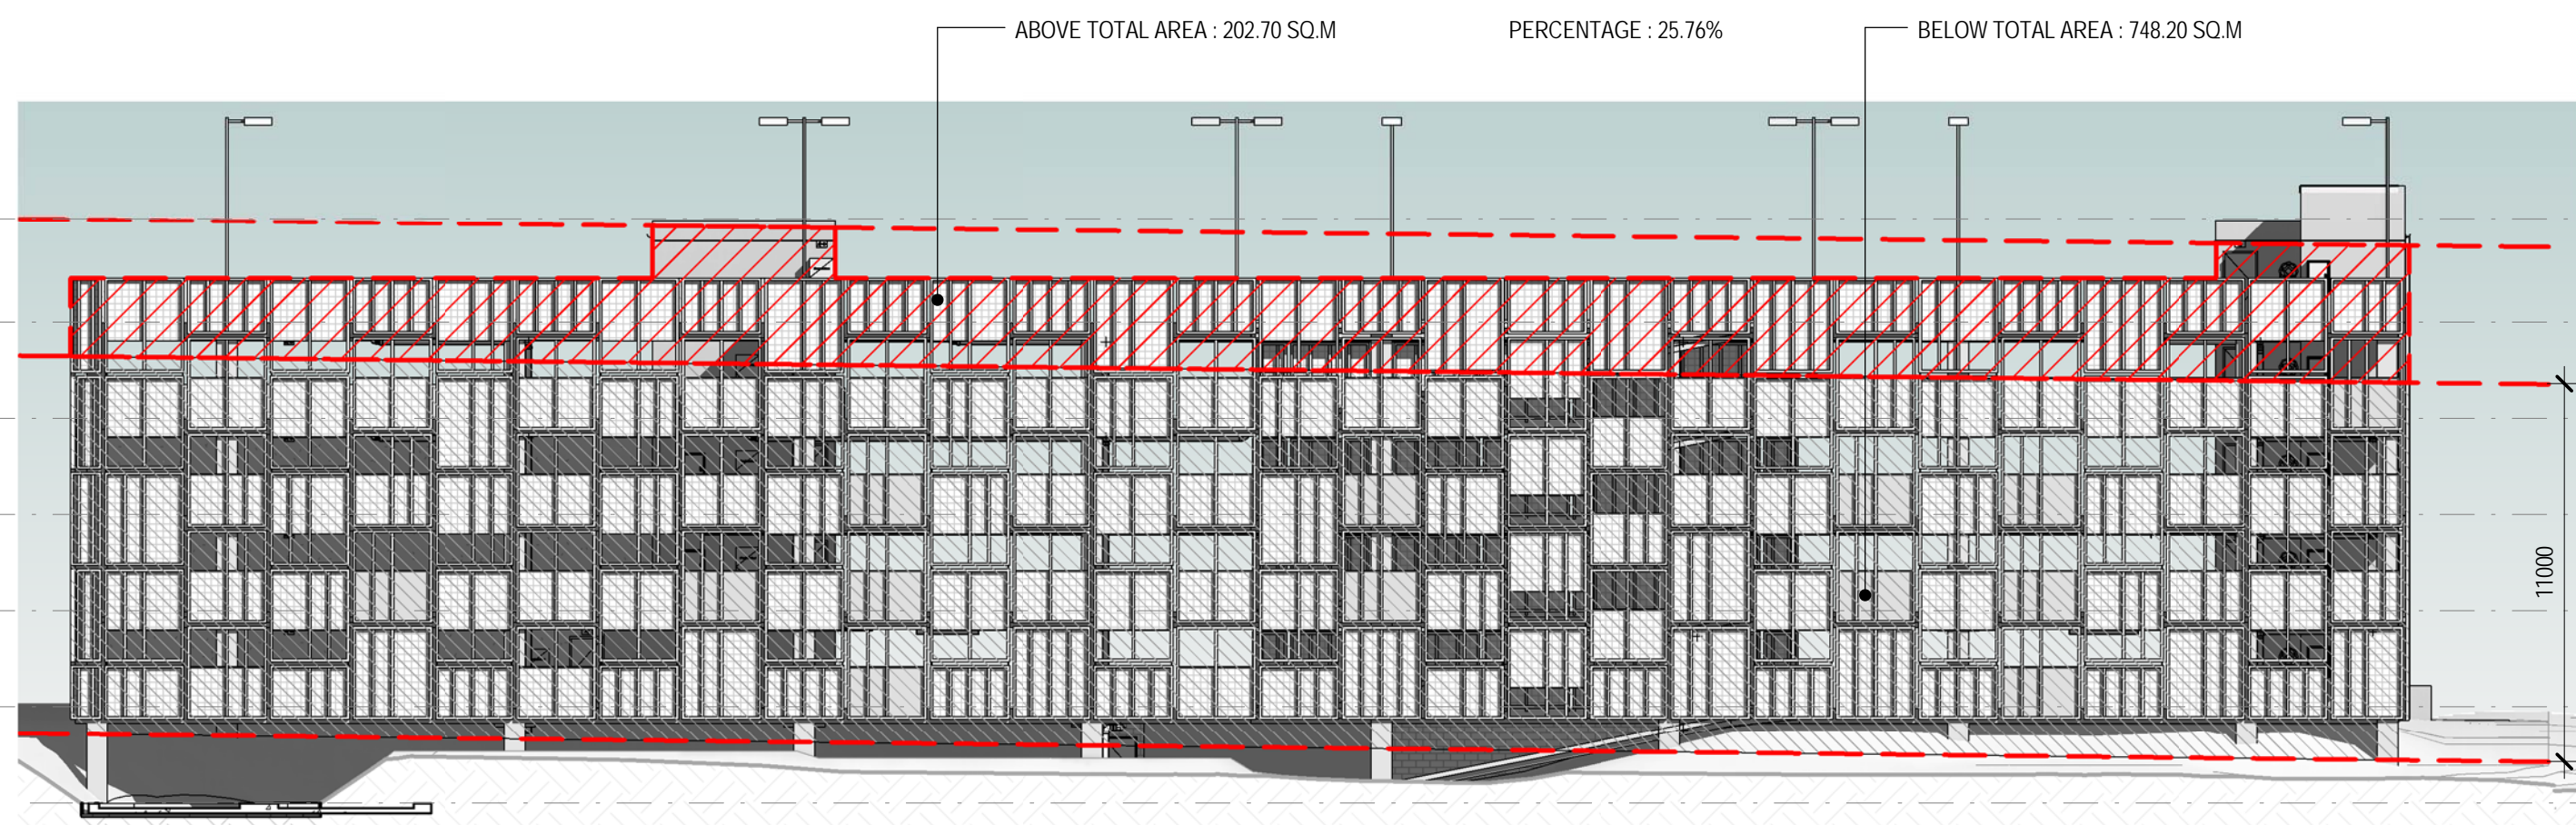 ABOVE TOTAL AREA : 202.70 SQ.M
PERCENTAGE : 25.76%
BELOW TOTAL AREA : 748.20 SQ.M
11000